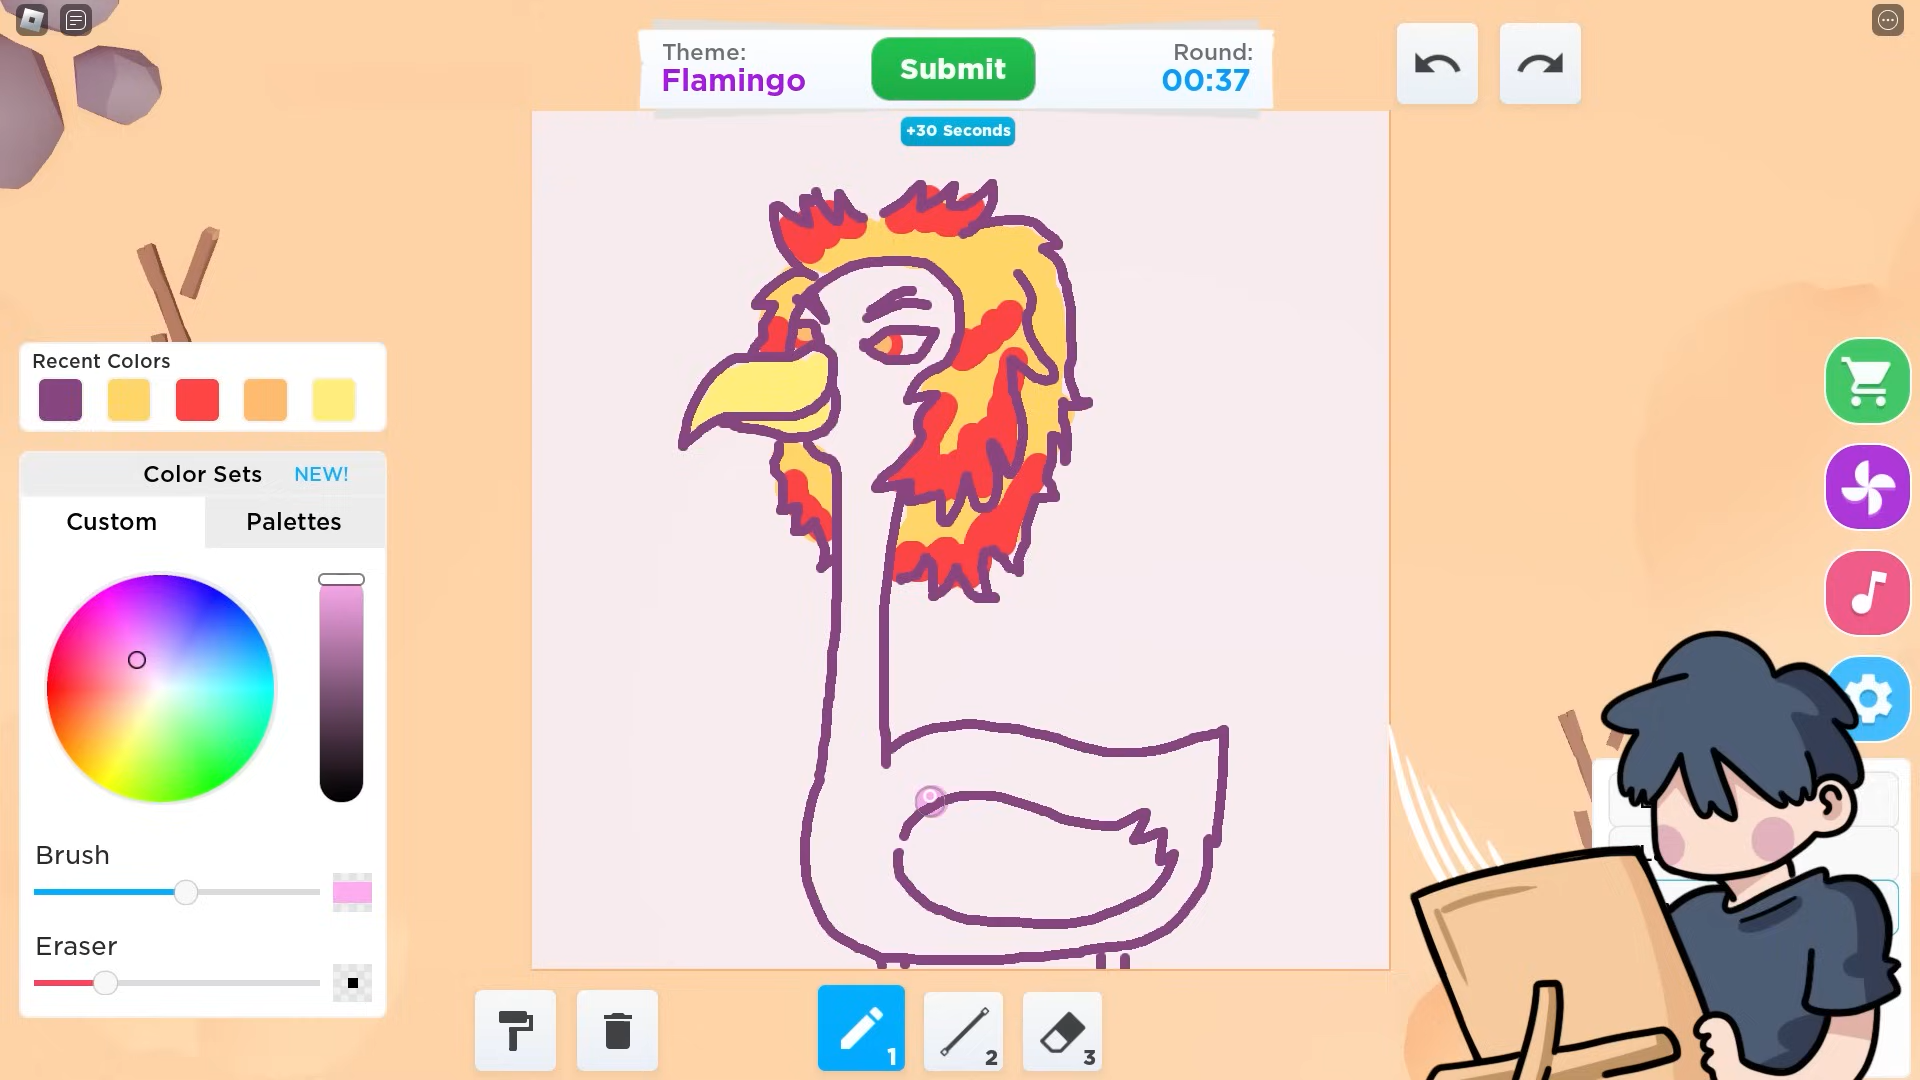 Theme:
Flamingo
Submit
Round:
00:37
+30 Seconds
Recent Colors
Color Sets NEW!
Custom
Palettes
Brush
Eraser
1
2
3